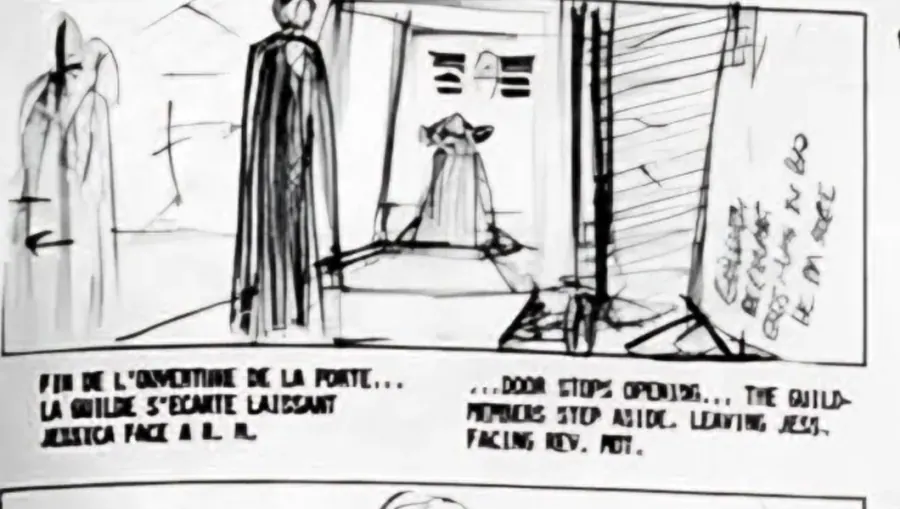 FIN DE L'OUVERTURE DE LA PORTE...
LA GUILDE S'ECARTE LAISSANT
JESSICA FACE A R. M.
...DOOR STOPS OPENING... THE GUILD-
MEMBERS STEP ASIDE. LEAVING JESS.
FACING REV. MOT.